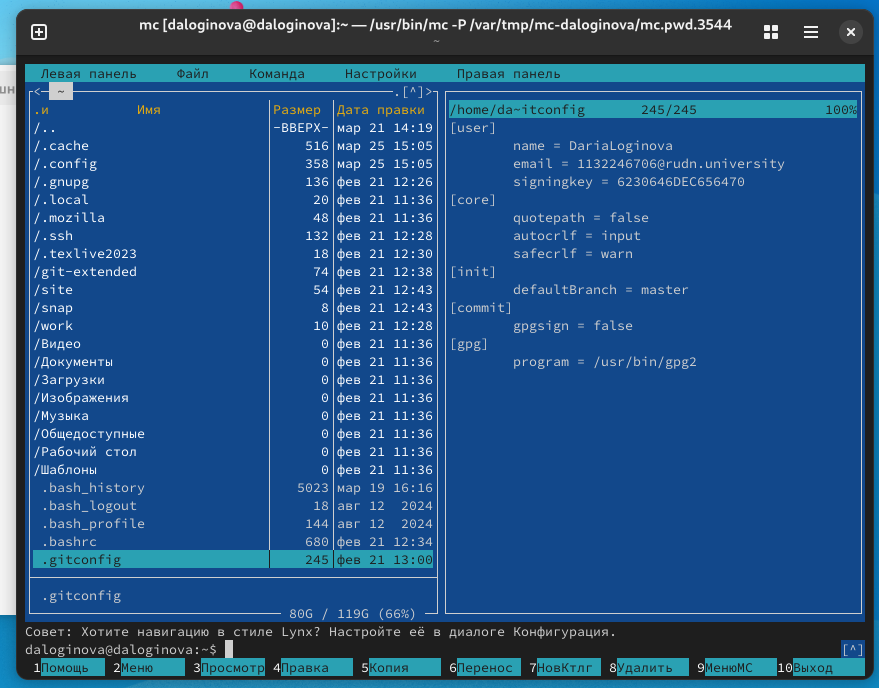 mc [daloginova@daloginova]:~ — /usr/bin/mc -P /var/tmp/mc-daloginova/mc.pwd.3544
~
Левая панель Файл Команда Настройки Правая панель
<─ ~ .[^]>
.и Имя Размер Дата правки
/.. -ВВЕРХ- мар 21 14:19
/.cache 516 мар 25 15:05
/.config 358 мар 25 15:05
/.gnupg 136 фев 21 12:26
/.local 20 фев 21 11:36
/.mozilla 48 фев 21 11:36
/.ssh 132 фев 21 12:28
/.texlive2023 18 фев 21 12:30
/git-extended 74 фев 21 12:38
/site 54 фев 21 12:43
/snap 8 фев 21 12:43
/work 10 фев 21 12:28
/Видео 0 фев 21 11:36
/Документы 0 фев 21 11:36
/Загрузки 0 фев 21 11:36
/Изображения 0 фев 21 11:36
/Музыка 0 фев 21 11:36
/Общедоступные 0 фев 21 11:36
/Рабочий стол 0 фев 21 11:36
/Шаблоны 0 фев 21 11:36
.bash_history 5023 мар 19 16:16
.bash_logout 18 авг 12 2024
.bash_profile 144 авг 12 2024
.bashrc 680 фев 21 12:34
.gitconfig 245 фев 21 13:00
.gitconfig
80G / 119G (66%)
/home/da~itconfig 245/245 100%
[user]
name = DariaLoginova
email = 1132246706@rudn.university
signingkey = 6230646DEC656470
[core]
quotepath = false
autocrlf = input
safecrlf = warn
[init]
defaultBranch = master
[commit]
gpgsign = false
[gpg]
program = /usr/bin/gpg2
Совет: Хотите навигацию в стиле Lynx? Настройте её в диалоге Конфигурация.
daloginova@daloginova:~$ [^]
1Помощь 2Меню 3Просмотр 4Правка 5Копия 6Перенос 7НовКтлг 8Удалить 9МенюМС 10Выход